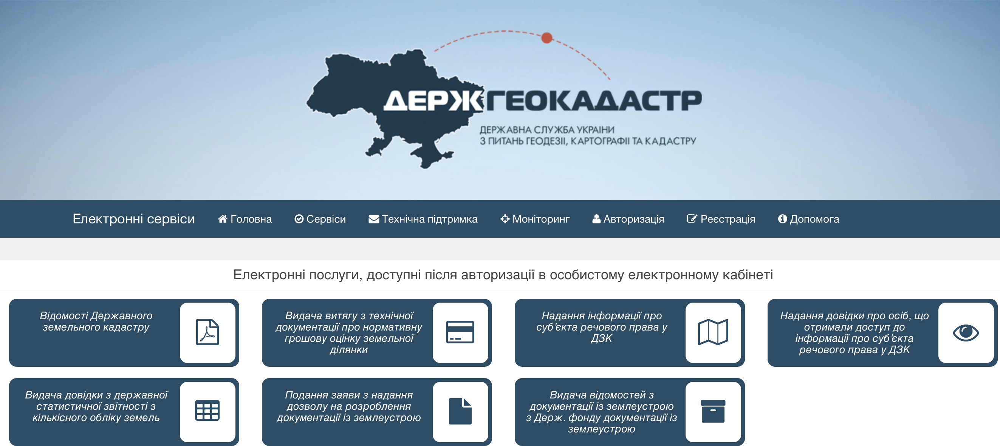 ДЕРЖГЕОКАДАСТР
ДЕРЖАВНА СЛУЖБА УКРАІНИ
З ПИТАНЬ ГЕОДЕЗІІ, КАРТОГРАФІІ ТА КАДАСТРУ
Електронні сервіси Головна Сервіси Технічна підтримка Моніторинг Авторизація Реєстрація Допомога
Електронні послуги, доступні після авторизації в особистому електронному кабінеті
Відомості Державного
земельного кадастру
Видача витягу з технічної
документації про нормативну
грошову оцінку земельної
ділянки
Надання інформації про
суб'єкта речового права у
ДЗК
Надання довідки про осіб, що
отримали доступ до
інформації про суб'єкта
речового права у ДЗК
Видача довідки з державної
статистичної звітності з
кількісного обліку земель
Подання заяви з надання
дозволу на розроблення
документації із землеустрою
Видача відомостей з
документації із землеустрою
з Держ. фонду документації із
землеустрою